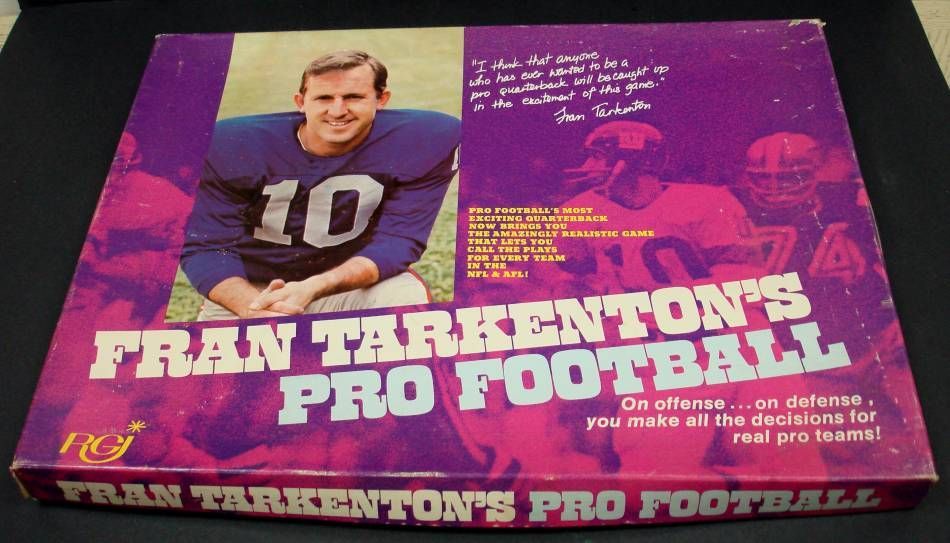 "I think that anyone
who has ever wanted to be a
pro quarterback will be caught up
in the excitement of this game."
Fran Tarkenton
10
PRO FOOTBALL'S MOST
EXCITING QUARTERBACK
NOW BRINGS YOU
THE AMAZINGLY REALISTIC GAME
THAT LETS YOU
CALL THE PLAYS
FOR EVERY TEAM
IN THE
NFL & AFL!
10
74
FRAN TARKENTON'S
PRO FOOTBALL
On offense...on defense,
you make all the decisions for
real pro teams!
RGI*
FRAN TARKENTON'S PRO FOOTBALL